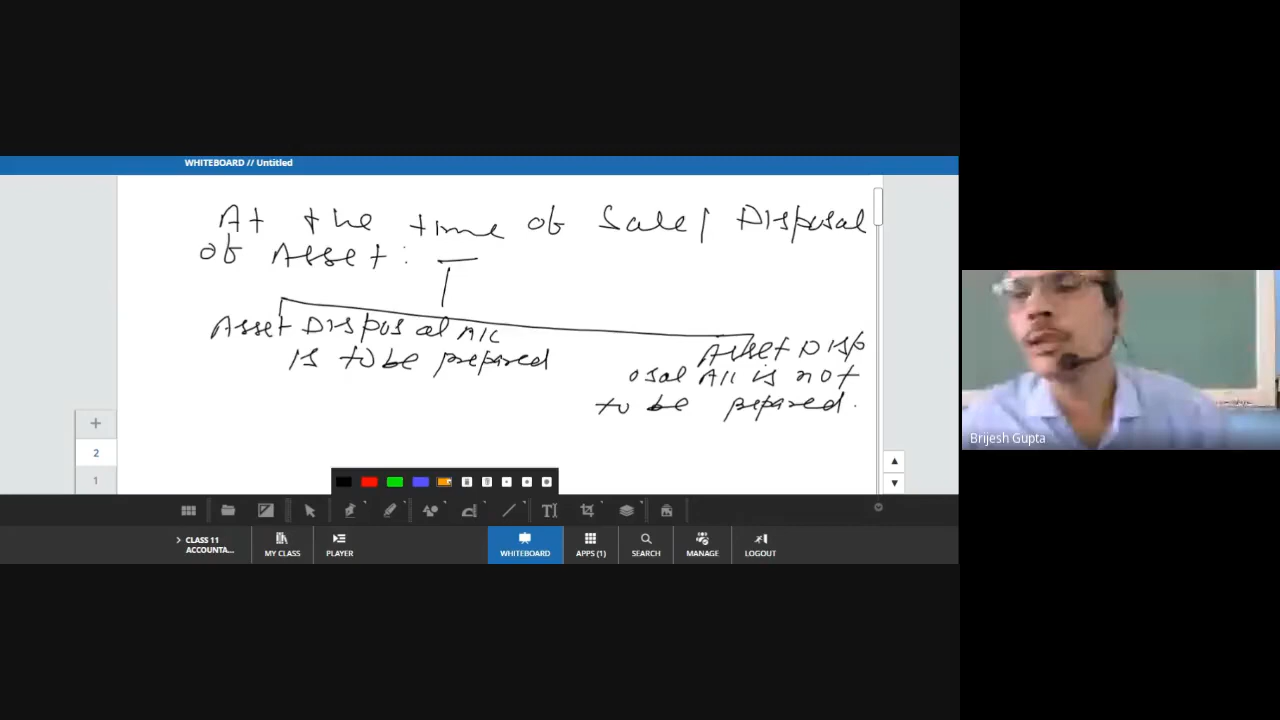 WHITEBOARD // Untitled
At the time of Sale/ Disposal
of Asset:
Asset Disposal A/C
is to be prepared
Asset Disp
osal A/C is not
to be prepared.
+
2
1
Brijesh Gupta
CLASS 11
ACCOUNTA...
MY CLASS
PLAYER
WHITEBOARD
APPS (1)
SEARCH
MANAGE
LOGOUT